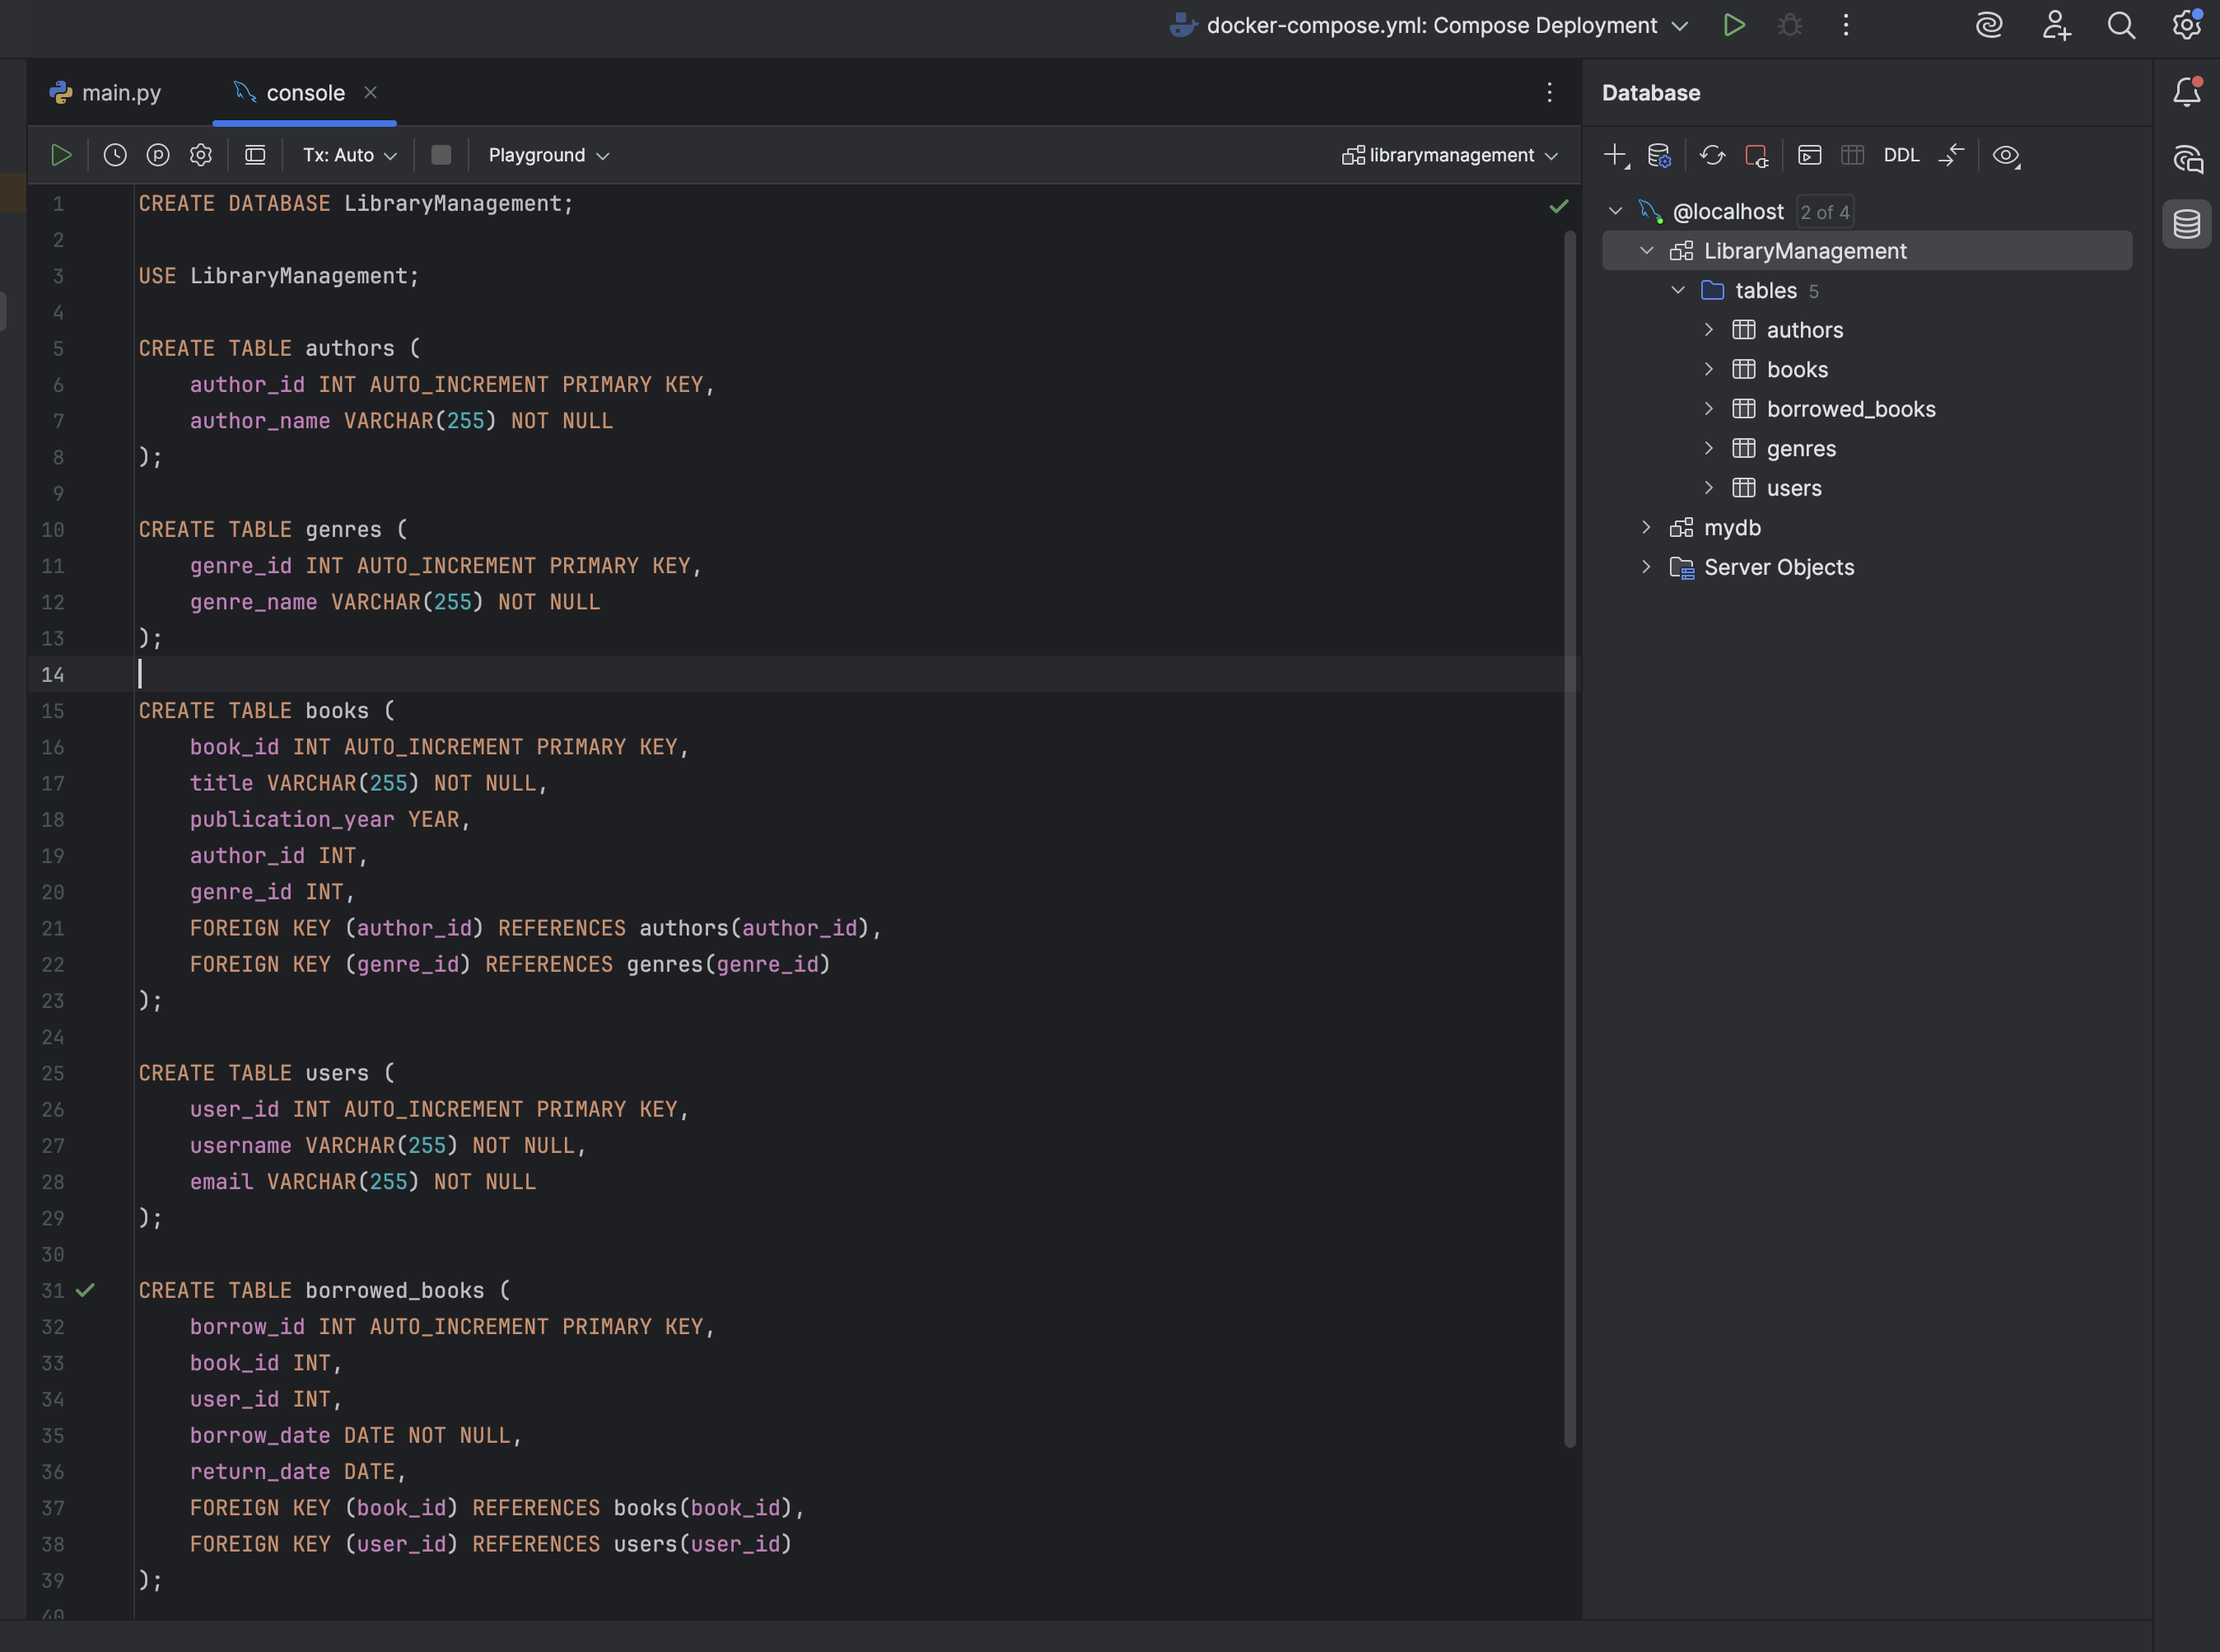 docker-compose.yml: Compose Deployment
main.py
console
Database
Tx: Auto
Playground
librarymanagement
DDL
1 CREATE DATABASE LibraryManagement;
2
3 USE LibraryManagement;
4
5 CREATE TABLE authors (
6 author_id INT AUTO_INCREMENT PRIMARY KEY,
7 author_name VARCHAR(255) NOT NULL
8 );
9
10 CREATE TABLE genres (
11 genre_id INT AUTO_INCREMENT PRIMARY KEY,
12 genre_name VARCHAR(255) NOT NULL
13 );
14
15 CREATE TABLE books (
16 book_id INT AUTO_INCREMENT PRIMARY KEY,
17 title VARCHAR(255) NOT NULL,
18 publication_year YEAR,
19 author_id INT,
20 genre_id INT,
21 FOREIGN KEY (author_id) REFERENCES authors(author_id),
22 FOREIGN KEY (genre_id) REFERENCES genres(genre_id)
23 );
24
25 CREATE TABLE users (
26 user_id INT AUTO_INCREMENT PRIMARY KEY,
27 username VARCHAR(255) NOT NULL,
28 email VARCHAR(255) NOT NULL
29 );
30
31 CREATE TABLE borrowed_books (
32 borrow_id INT AUTO_INCREMENT PRIMARY KEY,
33 book_id INT,
34 user_id INT,
35 borrow_date DATE NOT NULL,
36 return_date DATE,
37 FOREIGN KEY (book_id) REFERENCES books(book_id),
38 FOREIGN KEY (user_id) REFERENCES users(user_id)
39 );
40
@localhost 2 of 4
LibraryManagement
tables 5
authors
books
borrowed_books
genres
users
mydb
Server Objects